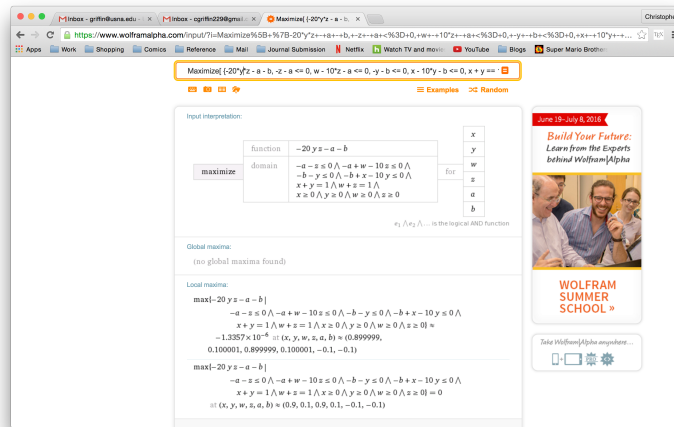 Inbox - griffin@usna.edu -
Inbox - cgriffin229@gmail.c
Maximize[ {-20*y*z - a - b, -
Christophe
https://www.wolframalpha.com/input/?i=Maximize%5B+%7B-20*y*z+-+a+-+b,+-z+-+a+<%3D+0,+w+-+10*z+-+a+<%3D+0,+-y+-+b+<%3D+0,+x+-+10*y+-+...
Apps Work Shopping Comics Reference Mail Journal Submission Netflix Watch TV and movie YouTube Blogs Super Mario Brother
Maximize[ {-20*y*z - a - b, -z - a <= 0, w - 10*z - a <= 0, -y - b <= 0, x - 10*y - b <= 0, x + y ==
Examples Random
Input interpretation:
maximize
function −20 y z − a − b
domain −a − z ≤ 0 ⋀ −a + w − 10 z ≤ 0 ⋀
−b − y ≤ 0 ⋀ −b + x − 10 y ≤ 0 ⋀
x + y = 1 ⋀ w + z = 1 ⋀
x ≥ 0 ⋀ y ≥ 0 ⋀ w ≥ 0 ⋀ z ≥ 0
for
x
y
w
z
a
b
e₁ ⋀ e₂ ⋀ ... is the logical AND function
Global maxima:
(no global maxima found)
Local maxima:
max{−20 y z − a − b |
−a − z ≤ 0 ⋀ −a + w − 10 z ≤ 0 ⋀ −b − y ≤ 0 ⋀ −b + x − 10 y ≤ 0 ⋀
x + y = 1 ⋀ w + z = 1 ⋀ x ≥ 0 ⋀ y ≥ 0 ⋀ w ≥ 0 ⋀ z ≥ 0} ≈
−1.3357×10⁻⁶ at (x, y, w, z, a, b) ≈ (0.899999,
0.100001, 0.899999, 0.100001, −0.1, −0.1)
max{−20 y z − a − b |
−a − z ≤ 0 ⋀ −a + w − 10 z ≤ 0 ⋀ −b − y ≤ 0 ⋀ −b + x − 10 y ≤ 0 ⋀
x + y = 1 ⋀ w + z = 1 ⋀ x ≥ 0 ⋀ y ≥ 0 ⋀ w ≥ 0 ⋀ z ≥ 0} = 0
at (x, y, w, z, a, b) ≈ (0.9, 0.1, 0.9, 0.1, −0.1, −0.1)
June 19–July 8, 2016
Build Your Future:
Learn from the Experts
behind Wolfram|Alpha
WOLFRAM
SUMMER
SCHOOL »
Take Wolfram|Alpha anywhere...